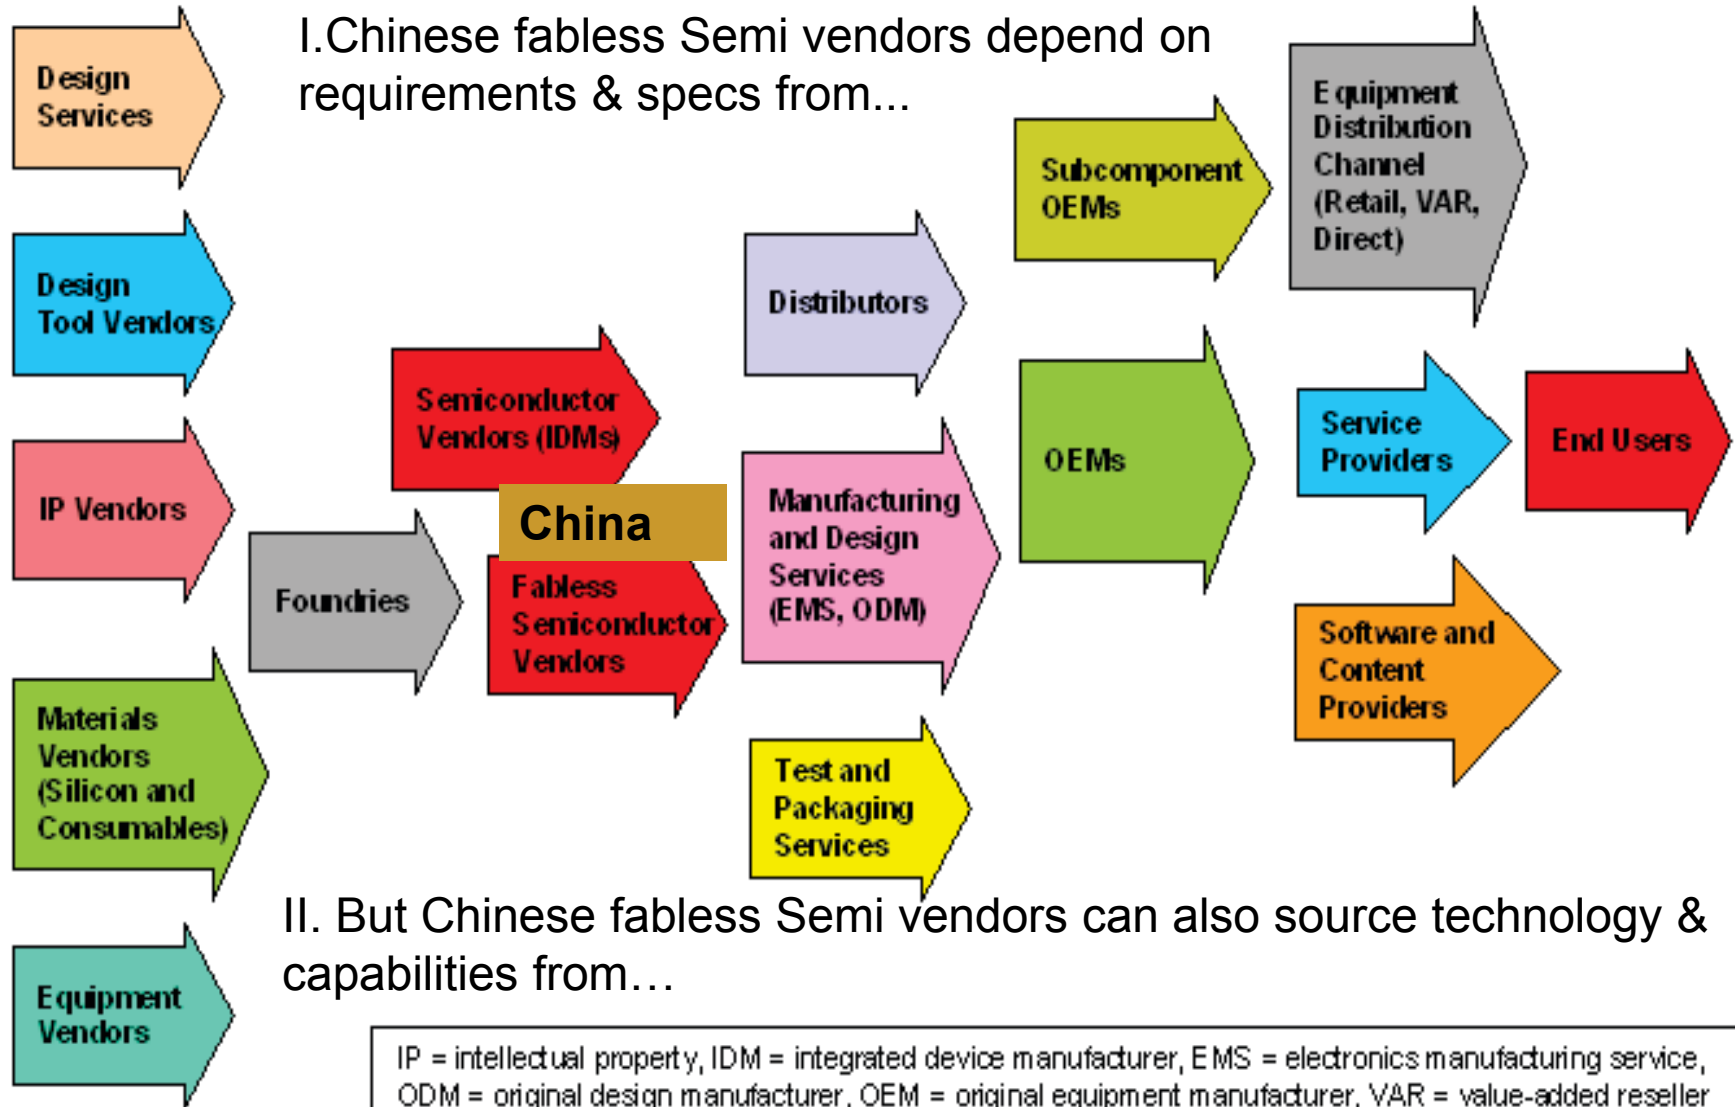 I.Chinese fabless Semi vendors depend on
requirements & specs from...
Design
Services
Design
Tool Vendors
IP Vendors
Materials
Vendors
(Silicon and
Consumables)
Equipment
Vendors
Foundries
Semiconductor
Vendors (IDMs)
China
Fabless
Semiconductor
Vendors
Distributors
Manufacturing
and Design
Services
(EMS, ODM)
Test and
Packaging
Services
Subcomponent
OEMs
OEMs
Equipment
Distribution
Channel
(Retail, VAR,
Direct)
Service
Providers
Software and
Content
Providers
End Users
II. But Chinese fabless Semi vendors can also source technology &
capabilities from…
IP = intellectual property, IDM = integrated device manufacturer, EMS = electronics manufacturing service,
ODM = original design manufacturer, OEM = original equipment manufacturer, VAR = value-added reseller